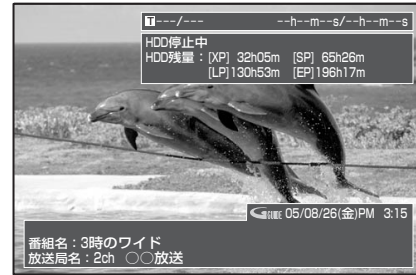 T---/---　--h--m--s/--h--m--s
HDD停止中
HDD残量：[XP] 32h05m [SP] 65h26m
[LP]130h53m [EP]196h17m
GGUIDE 05/08/26(金)PM 3:15
番組名：3時のワイド
放送局名：2ch ○○放送